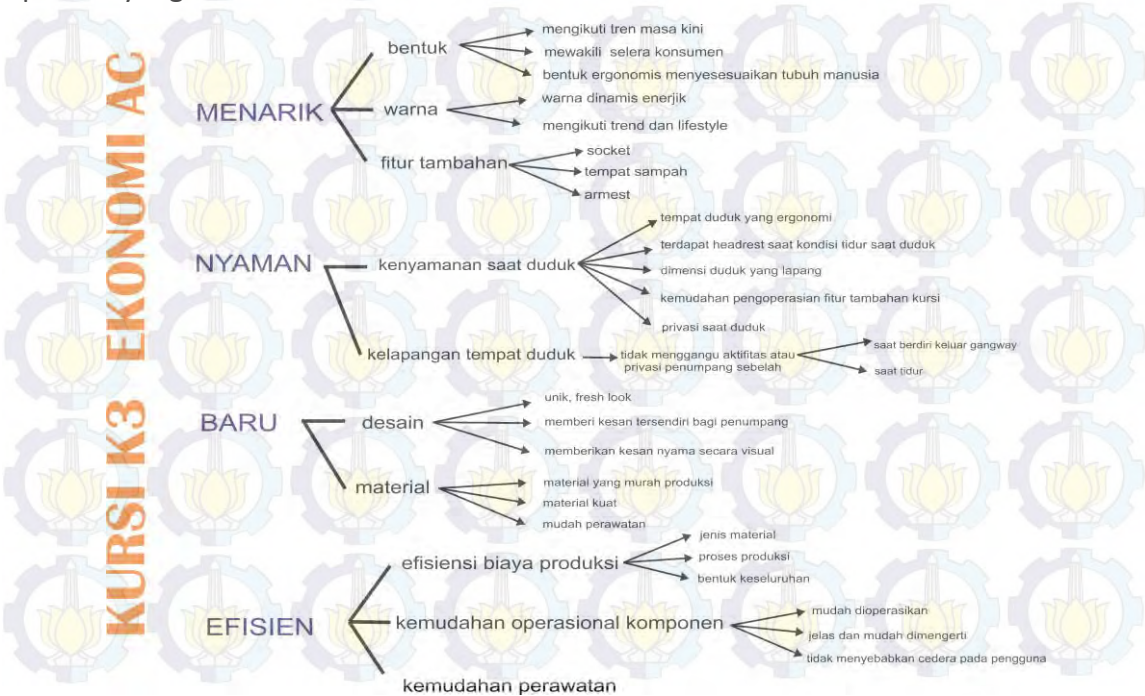 KURSI K3 EKONOMI AC
MENARIK
bentuk
mengikuti tren masa kini
mewakili selera konsumen
bentuk ergonomis menyesuaikan tubuh manusia
warna
warna dinamis enerjik
mengikuti trend dan lifestyle
fitur tambahan
socket
tempat sampah
armest
NYAMAN
kenyamanan saat duduk
tempat duduk yang ergonomi
terdapat headrest saat kondisi tidur saat duduk
dimensi duduk yang lapang
kemudahan pengoperasian fitur tambahan kursi
privasi saat duduk
kelapangan tempat duduk
tidak menggangu aktifitas atau
privasi penumpang sebelah
saat berdiri keluar gangway
saat tidur
BARU
desain
unik, fresh look
memberi kesan tersendiri bagi penumpang
memberikan kesan nyama secara visual
material
material yang murah produksi
material kuat
mudah perawatan
EFISIEN
efisiensi biaya produksi
jenis material
proses produksi
bentuk keseluruhan
kemudahan operasional komponen
mudah dioperasikan
jelas dan mudah dimengerti
tidak menyebabkan cedera pada pengguna
kemudahan perawatan